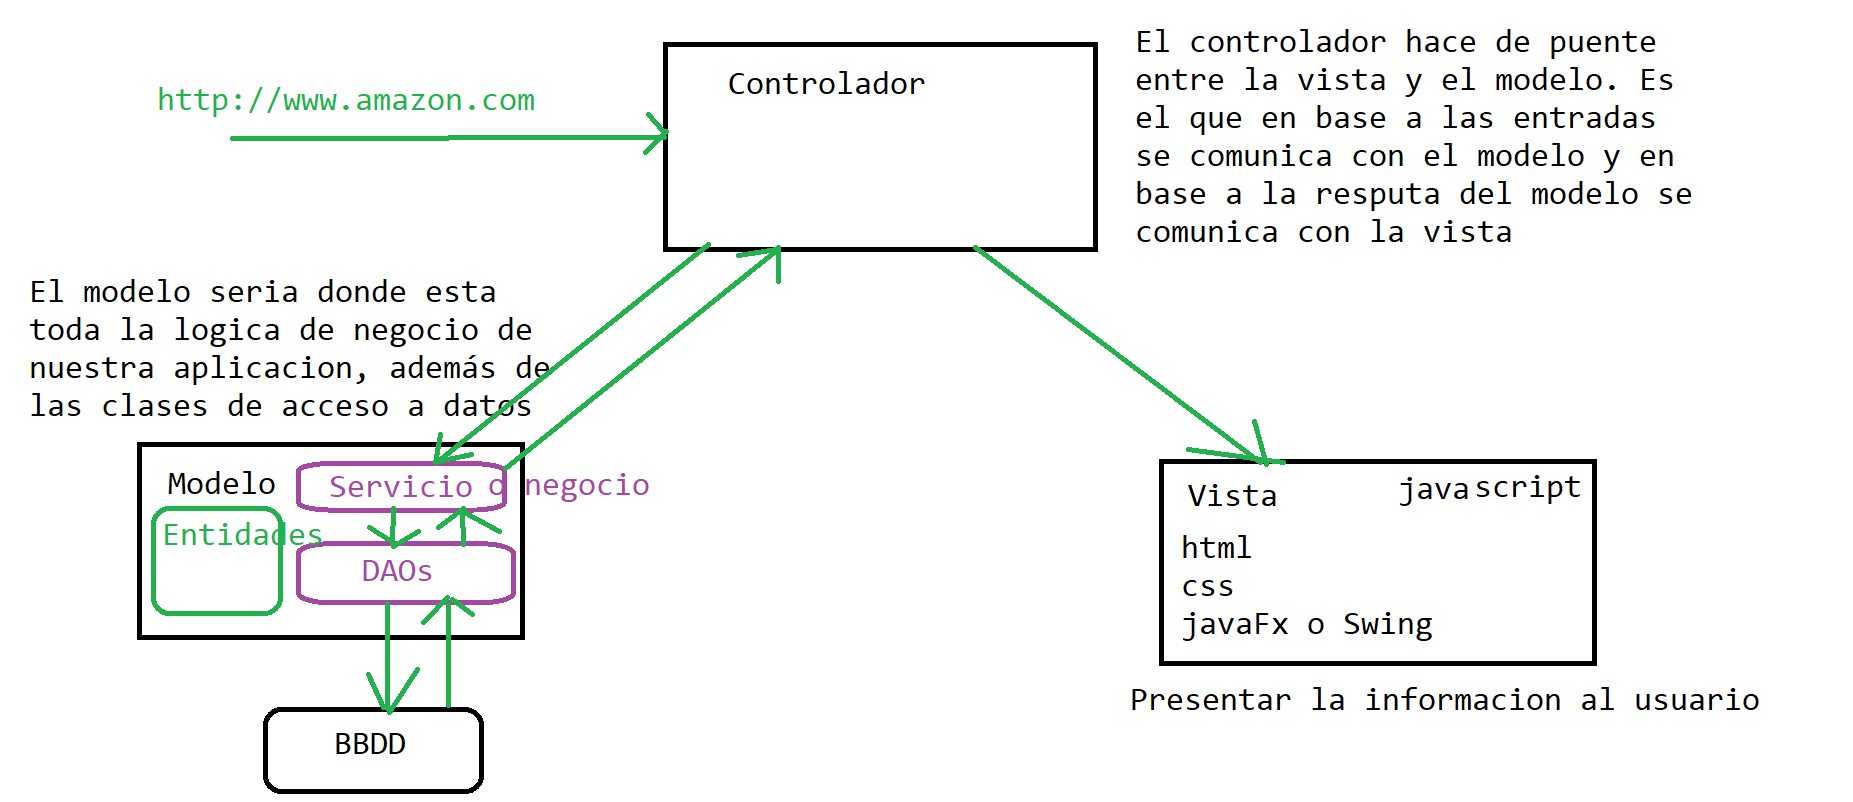 http://www.amazon.com
Controlador
El controlador hace de puente
entre la vista y el modelo. Es
el que en base a las entradas
se comunica con el modelo y en
base a la resputa del modelo se
comunica con la vista
El modelo seria donde esta
toda la logica de negocio de
nuestra aplicacion, además de
las clases de acceso a datos
Modelo
Servicio o negocio
Entidades
DAOs
BBDD
Vista
javascript
html
css
javaFx o Swing
Presentar la informacion al usuario